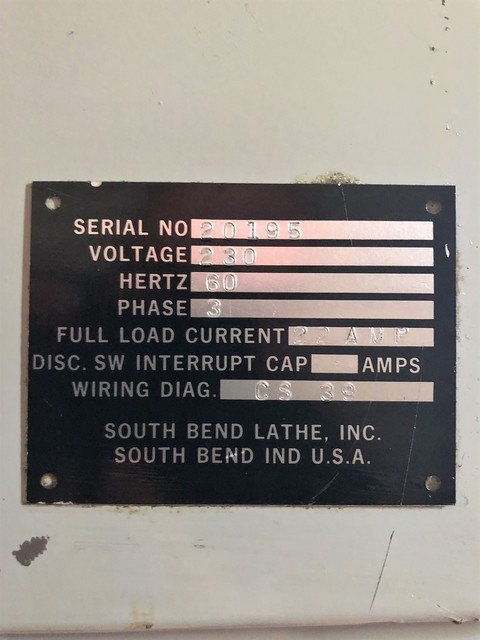 SERIAL NO 20195
VOLTAGE 230
HERTZ 60
PHASE 3
FULL LOAD CURRENT 22 AMP
DISC. SW INTERRUPT CAP AMPS
WIRING DIAG. CS 39
SOUTH BEND LATHE, INC.
SOUTH BEND IND U.S.A.